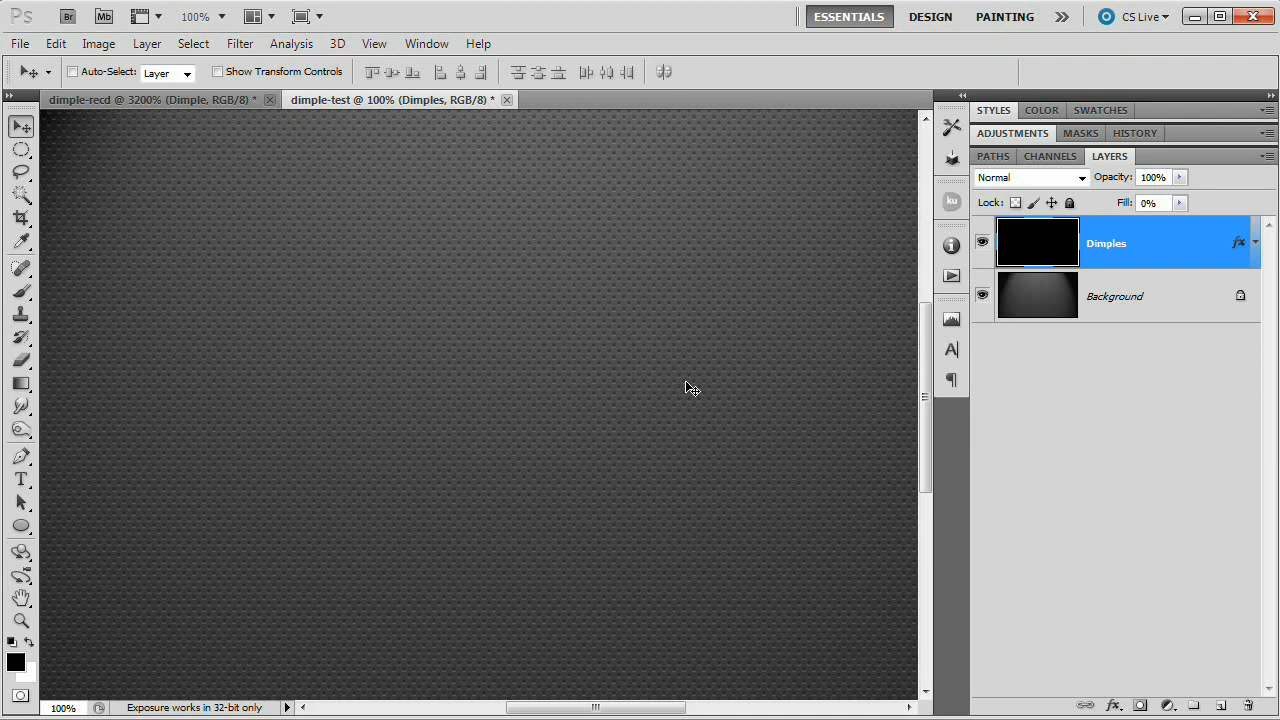 Ps Br Mb 100% ESSENTIALS DESIGN PAINTING CS Live
File Edit Image Layer Select Filter Analysis 3D View Window Help
Auto-Select: Layer Show Transform Controls
dimple-recd @ 3200% (Dimple, RGB/8) * dimple-test @ 100% (Dimples, RGB/8) *
STYLES COLOR SWATCHES
ADJUSTMENTS MASKS HISTORY
PATHS CHANNELS LAYERS
Normal Opacity: 100%
Lock: Fill: 0%
ku
Dimples fx
Background
A
T
100% Exposure works in 32-bit only fx